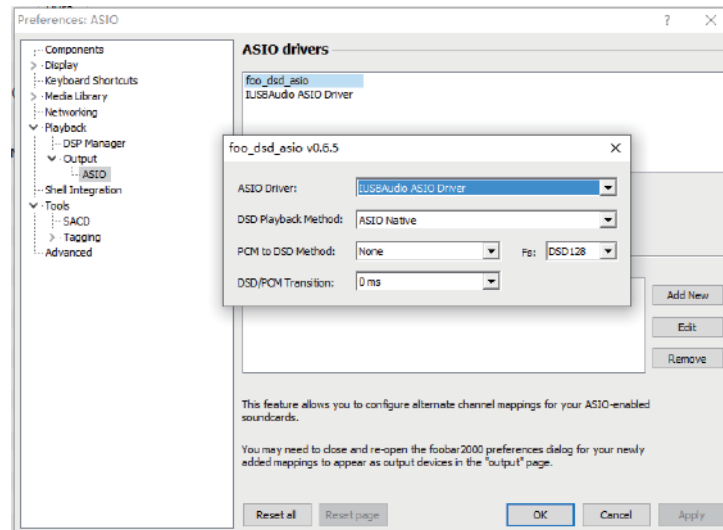 Preferences: ASIO
?
Components
Display
Keyboard Shortcuts
Media Library
Networking
Playback
DSP Manager
Output
ASIO
Shell Integration
Tools
SACD
Tagging
Advanced
ASIO drivers
foo_dsd_asio
IUSBAudio ASIO Driver
foo_dsd_asio v0.6.5
ASIO Driver: IUSBAudio ASIO Driver
DSD Playback Method: ASIO Native
PCM to DSD Method: None Fs: DSD128
DSD/PCM Transition: 0 ms
Add New
Edit
Remove
This feature allows you to configure alternate channel mappings for your ASIO-enabled
soundcards.
You may need to close and re-open the foobar2000 preferences dialog for your newly
added mappings to appear as output devices in the "output" page.
Reset all Reset page OK Cancel Apply